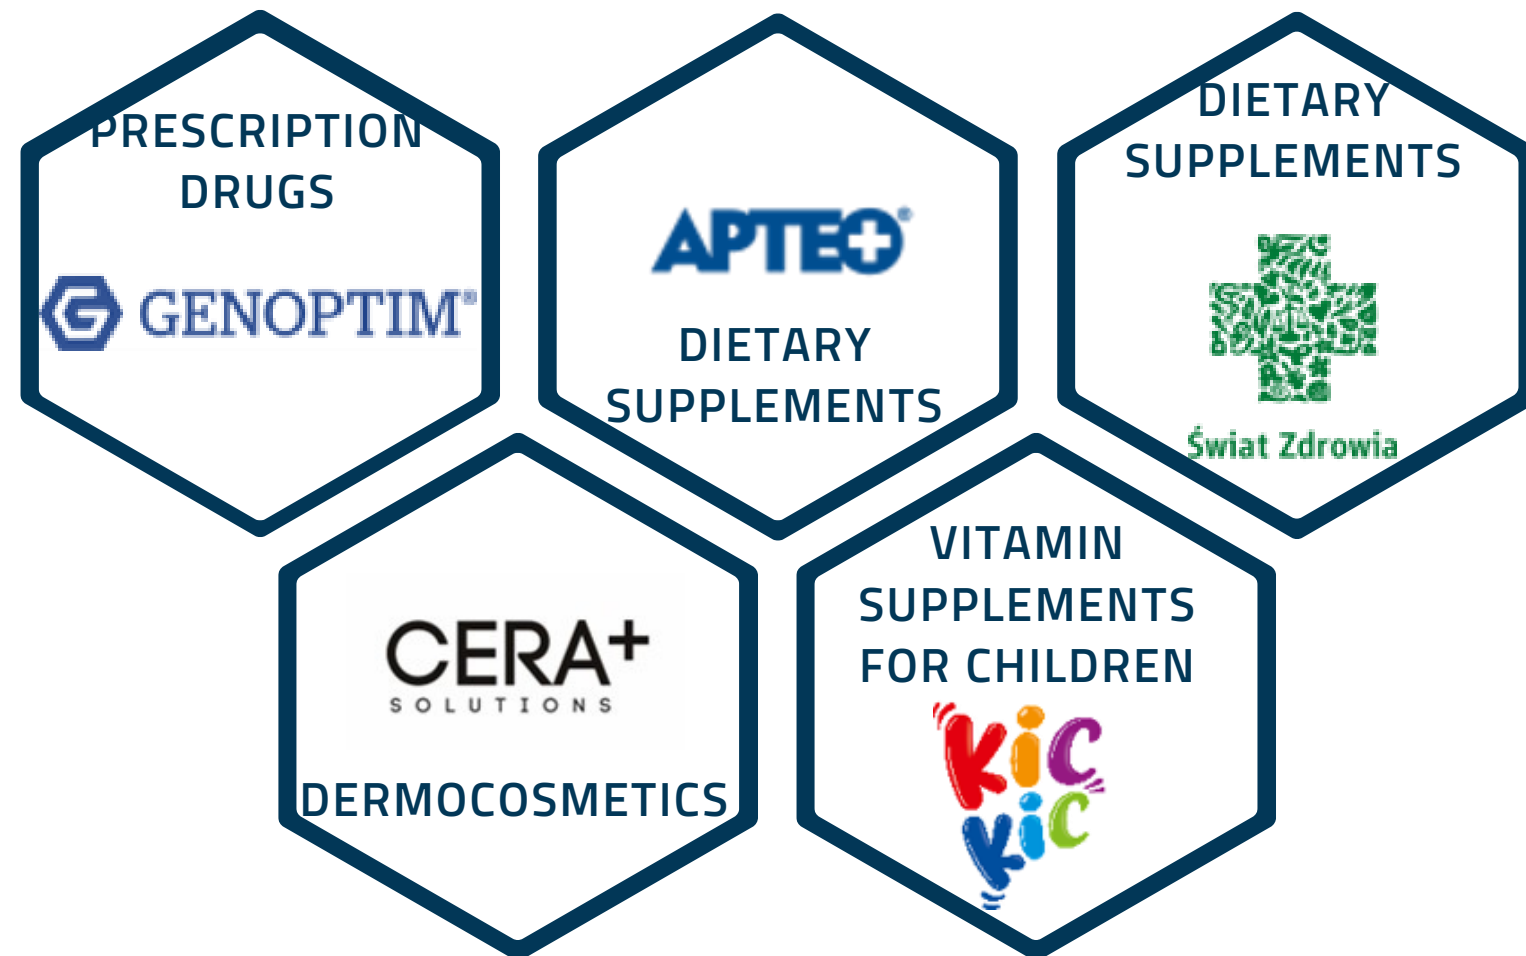 PRESCRIPTION
DRUGS
GENOPTIM®
APTEO®
DIETARY
SUPPLEMENTS
DIETARY
SUPPLEMENTS
Świat Zdrowia
CERA+
SOLUTIONS
DERMOCOSMETICS
VITAMIN
SUPPLEMENTS
FOR CHILDREN
KiC
KiC